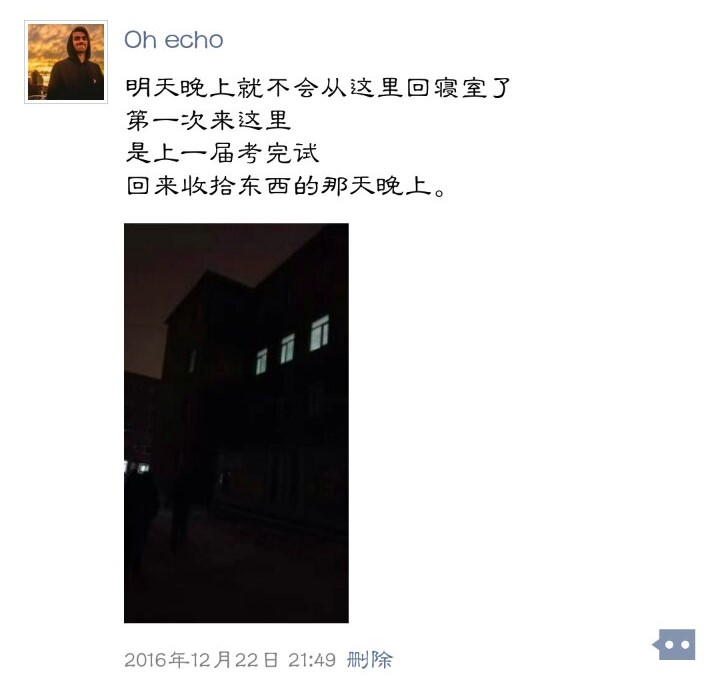 Oh echo
明天晚上就不会从这里回寝室了
第一次来这里
是上一届考完试
回来收拾东西的那天晚上。
2016年12月22日 21:49 删除